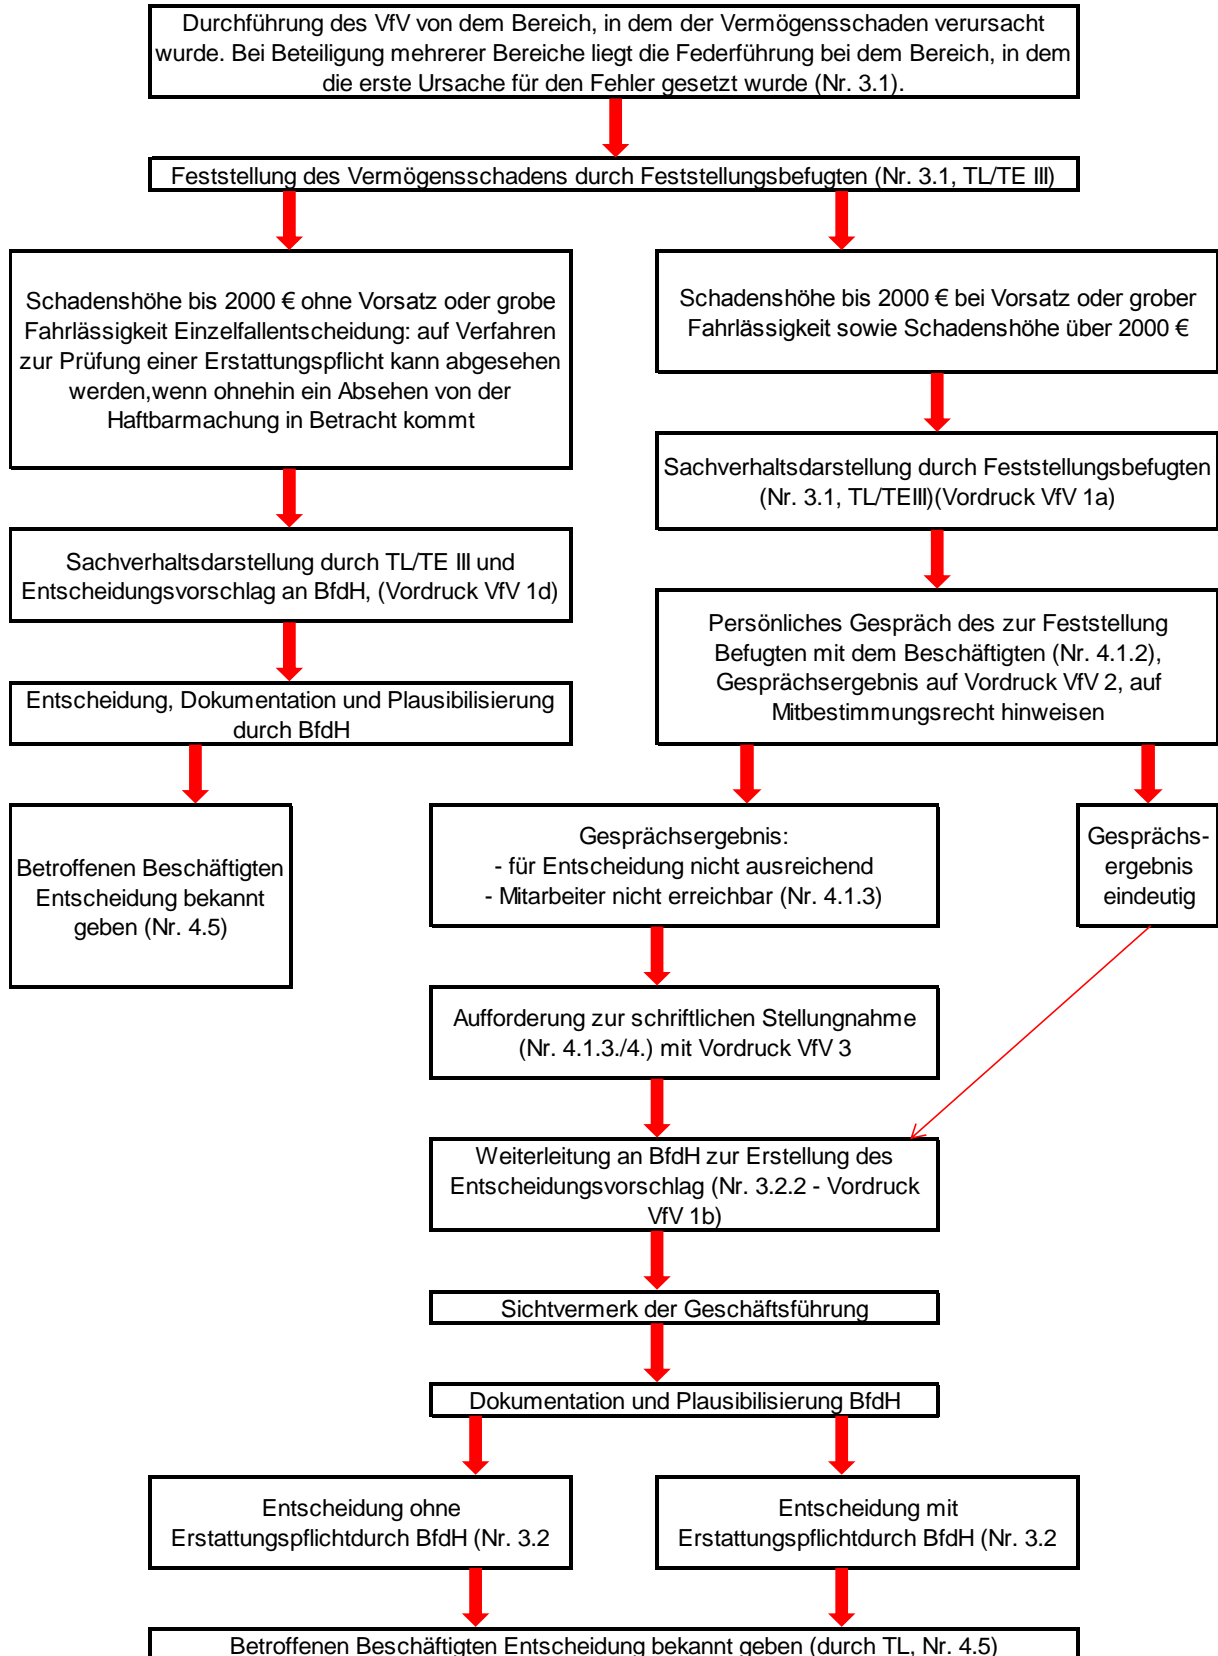 Durchführung des VfV von dem Bereich, in dem der Vermögensschaden verursacht
wurde. Bei Beteiligung mehrerer Bereiche liegt die Federführung bei dem Bereich, in dem
die erste Ursache für den Fehler gesetzt wurde (Nr. 3.1).
Feststellung des Vermögensschadens durch Feststellungsbefugten (Nr. 3.1, TL/TE III)
Schadenshöhe bis 2000 € ohne Vorsatz oder grobe
Fahrlässigkeit Einzelfallentscheidung: auf Verfahren
zur Prüfung einer Erstattungspflicht kann abgesehen
werden,wenn ohnehin ein Absehen von der
Haftbarmachung in Betracht kommt
Schadenshöhe bis 2000 € bei Vorsatz oder grober
Fahrlässigkeit sowie Schadenshöhe über 2000 €
Sachverhaltsdarstellung durch Feststellungsbefugten
(Nr. 3.1, TL/TEIII)(Vordruck VfV 1a)
Sachverhaltsdarstellung durch TL/TE III und
Entscheidungsvorschlag an BfdH, (Vordruck VfV 1d)
Persönliches Gespräch des zur Feststellung
Befugten mit dem Beschäftigten (Nr. 4.1.2),
Gesprächsergebnis auf Vordruck VfV 2, auf
Mitbestimmungsrecht hinweisen
Entscheidung, Dokumentation und Plausibilisierung
durch BfdH
Betroffenen Beschäftigten
Entscheidung bekannt
geben (Nr. 4.5)
Gesprächsergebnis:
- für Entscheidung nicht ausreichend
- Mitarbeiter nicht erreichbar (Nr. 4.1.3)
Gesprächs-
ergebnis
eindeutig
Aufforderung zur schriftlichen Stellungnahme
(Nr. 4.1.3./4.) mit Vordruck VfV 3
Weiterleitung an BfdH zur Erstellung des
Entscheidungsvorschlag (Nr. 3.2.2 - Vordruck
VfV 1b)
Sichtvermerk der Geschäftsführung
Dokumentation und Plausibilisierung BfdH
Entscheidung ohne
Erstattungspflichtdurch BfdH (Nr. 3.2
Entscheidung mit
Erstattungspflichtdurch BfdH (Nr. 3.2
Betroffenen Beschäftigten Entscheidung bekannt geben (durch TL, Nr. 4.5)